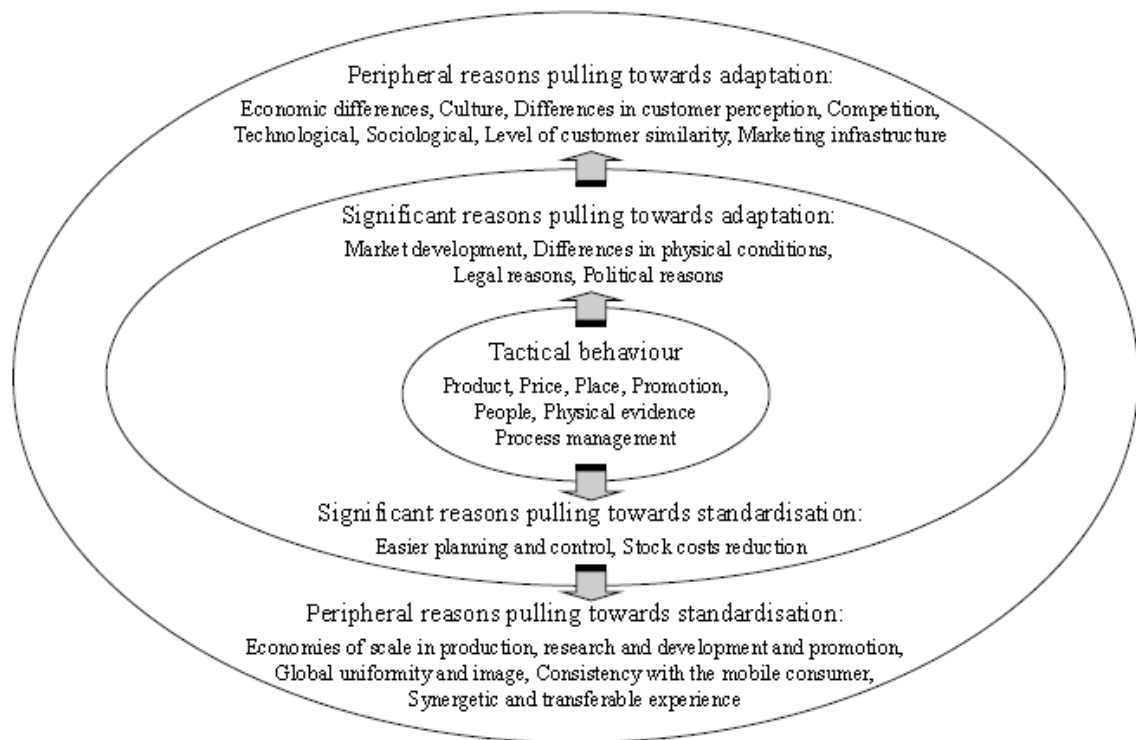 Peripheral reasons pulling towards adaptation:
Economic differences, Culture, Differences in customer perception, Competition,
Technological, Sociological, Level of customer similarity, Marketing infrastructure
Significant reasons pulling towards adaptation:
Market development, Differences in physical conditions,
Legal reasons, Political reasons
Tactical behaviour
Product, Price, Place, Promotion,
People, Physical evidence
Process management
Significant reasons pulling towards standardisation:
Easier planning and control, Stock costs reduction
Peripheral reasons pulling towards standardisation:
Economies of scale in production, research and development and promotion,
Global uniformity and image, Consistency with the mobile consumer,
Synergetic and transferable experience